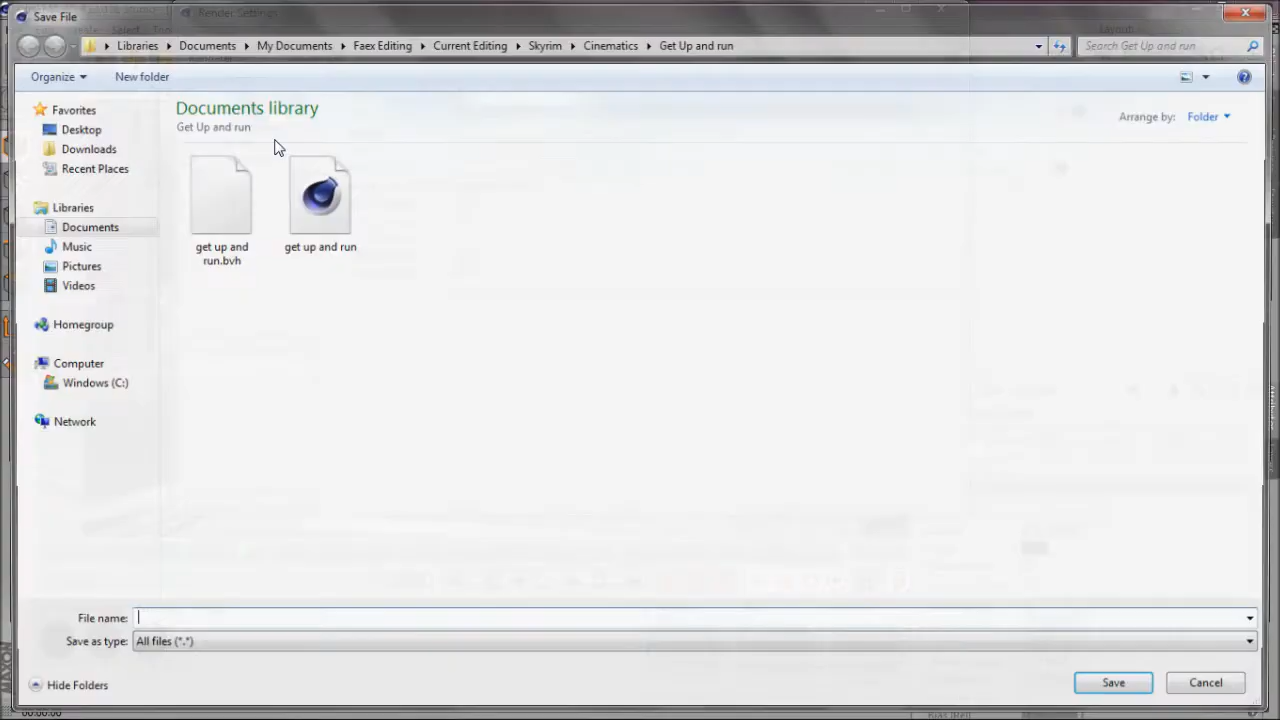 Save File
Render Settings
Libraries Documents My Documents Faex Editing Current Editing Skyrim Cinematics Get Up and run
Search Get Up and run
Organize New folder
Favorites
Desktop
Downloads
Recent Places
Libraries
Documents
Music
Pictures
Videos
Homegroup
Computer
Windows (C:)
Network
Documents library
Get Up and run
Arrange by: Folder
get up and
run.bvh
get up and run
File name:
Save as type: All files (*.*)
Hide Folders
Save Cancel